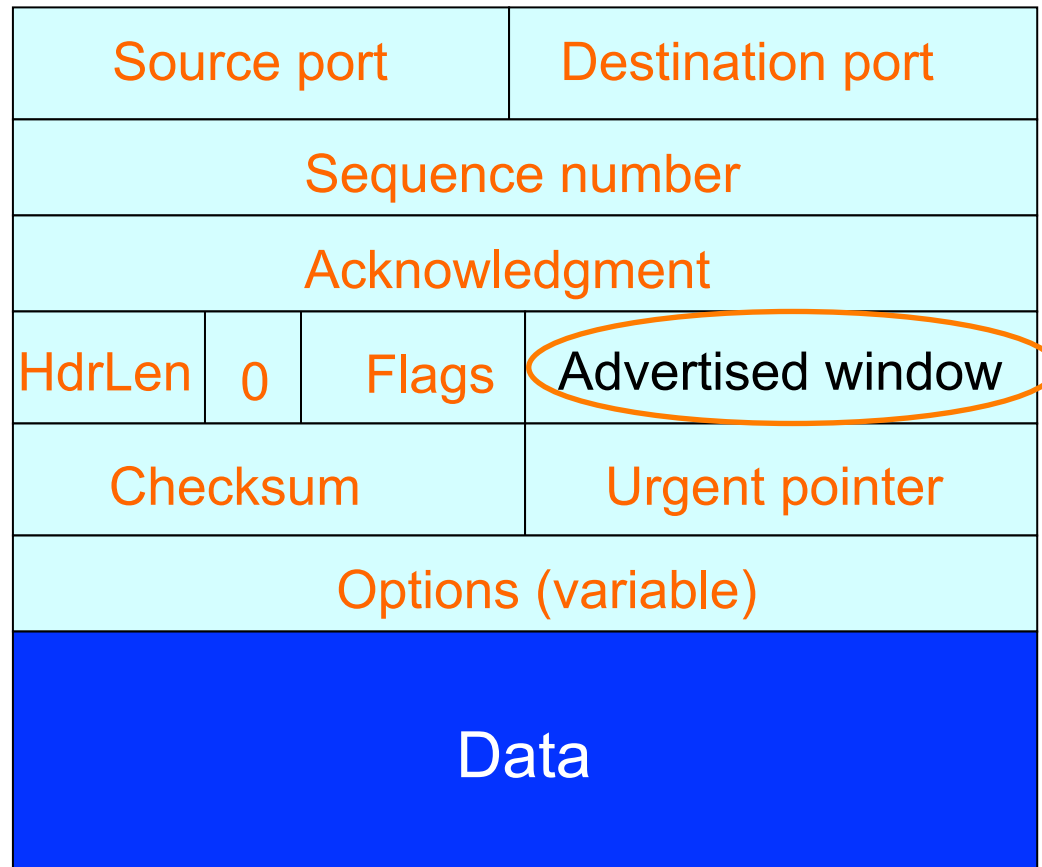 Source port Destination port
Sequence number
Acknowledgment
HdrLen 0 Flags Advertised window
Checksum Urgent pointer
Options (variable)
Data